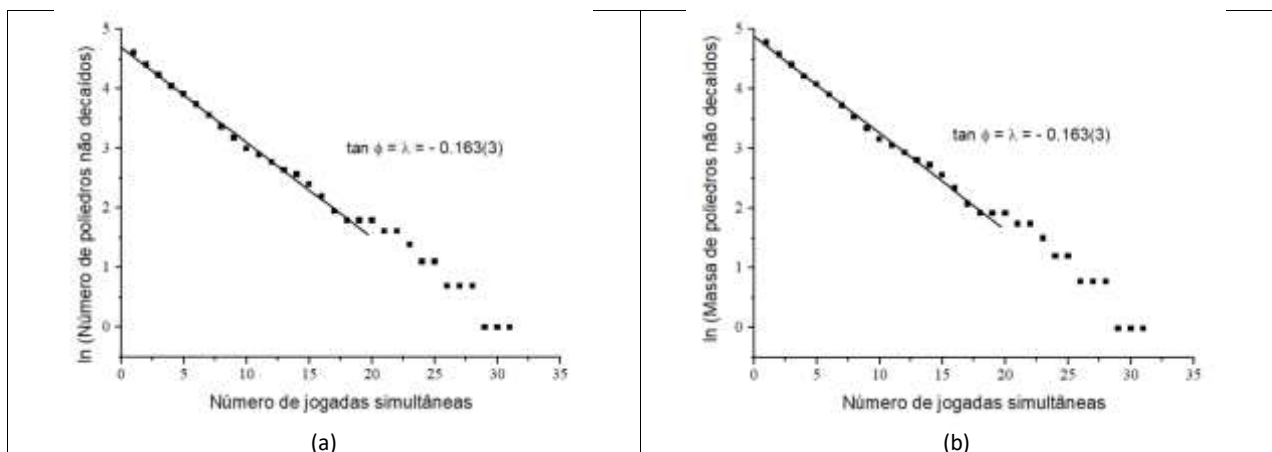 5
4
3
2
1
0
ln (Número de poliedros não decaídos)
tan ϕ = λ = - 0.163(3)
0 5 10 15 20 25 30 35
Número de jogadas simultâneas
(a)
5
4
3
2
1
0
ln (Massa de poliedros não decaídos)
tan ϕ = λ = - 0.163(3)
0 5 10 15 20 25 30 35
Número de jogadas simultâneas
(b)